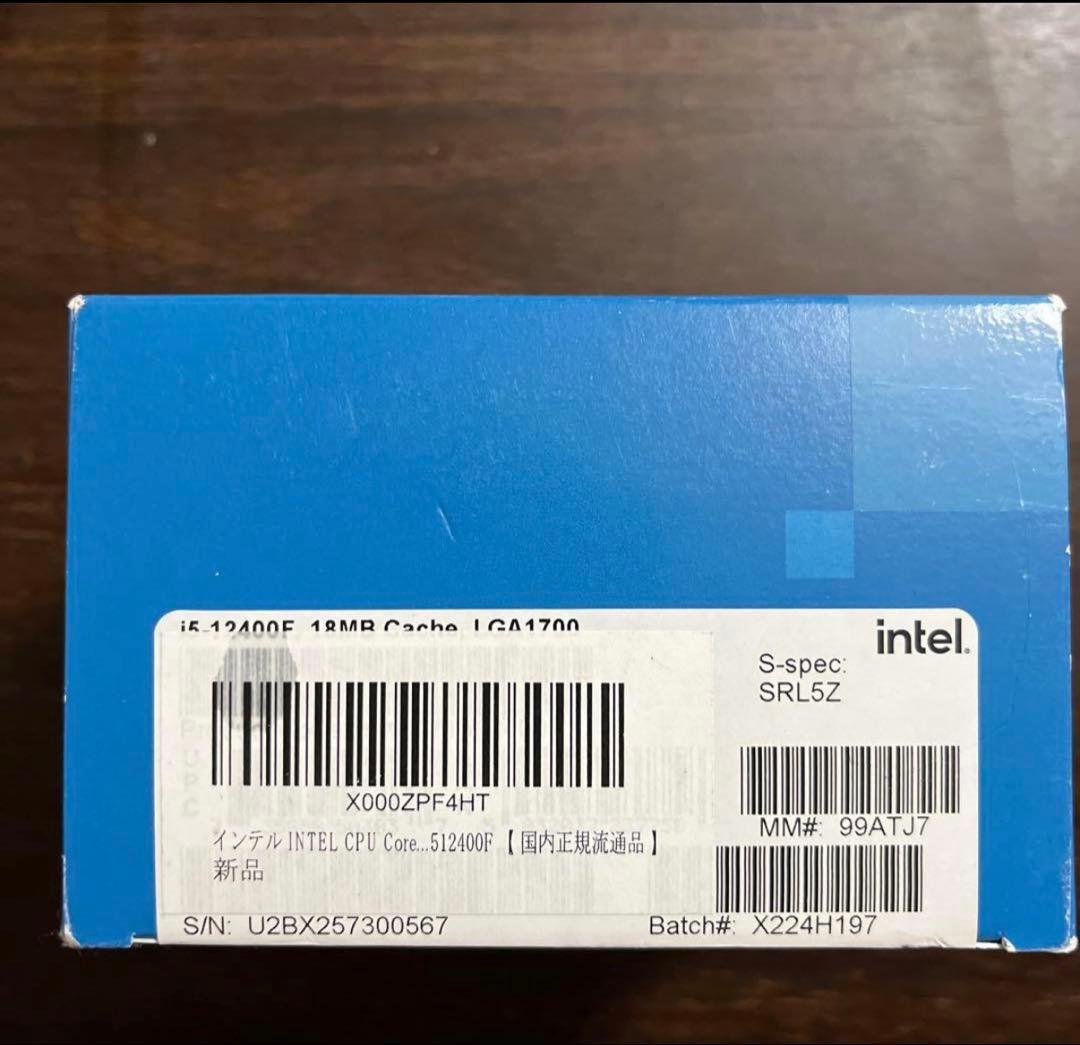 i5-12400F 18MB Cache LGA1700
intel.
S-spec:
SRL5Z
X000ZPF4HT
MM#: 99ATJ7
インテル INTEL CPU Core...512400F 【 国内正規流通品 】
新品
S/N: U2BX257300567
Batch#: X224H197